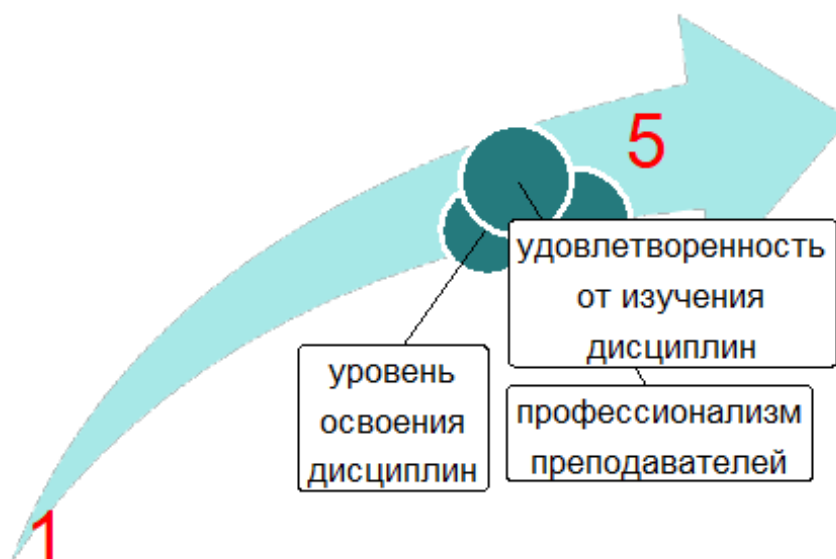 5
удовлетворенность
от изучения
дисциплин
уровень
освоения
дисциплин
профессионализм
преподавателей
1